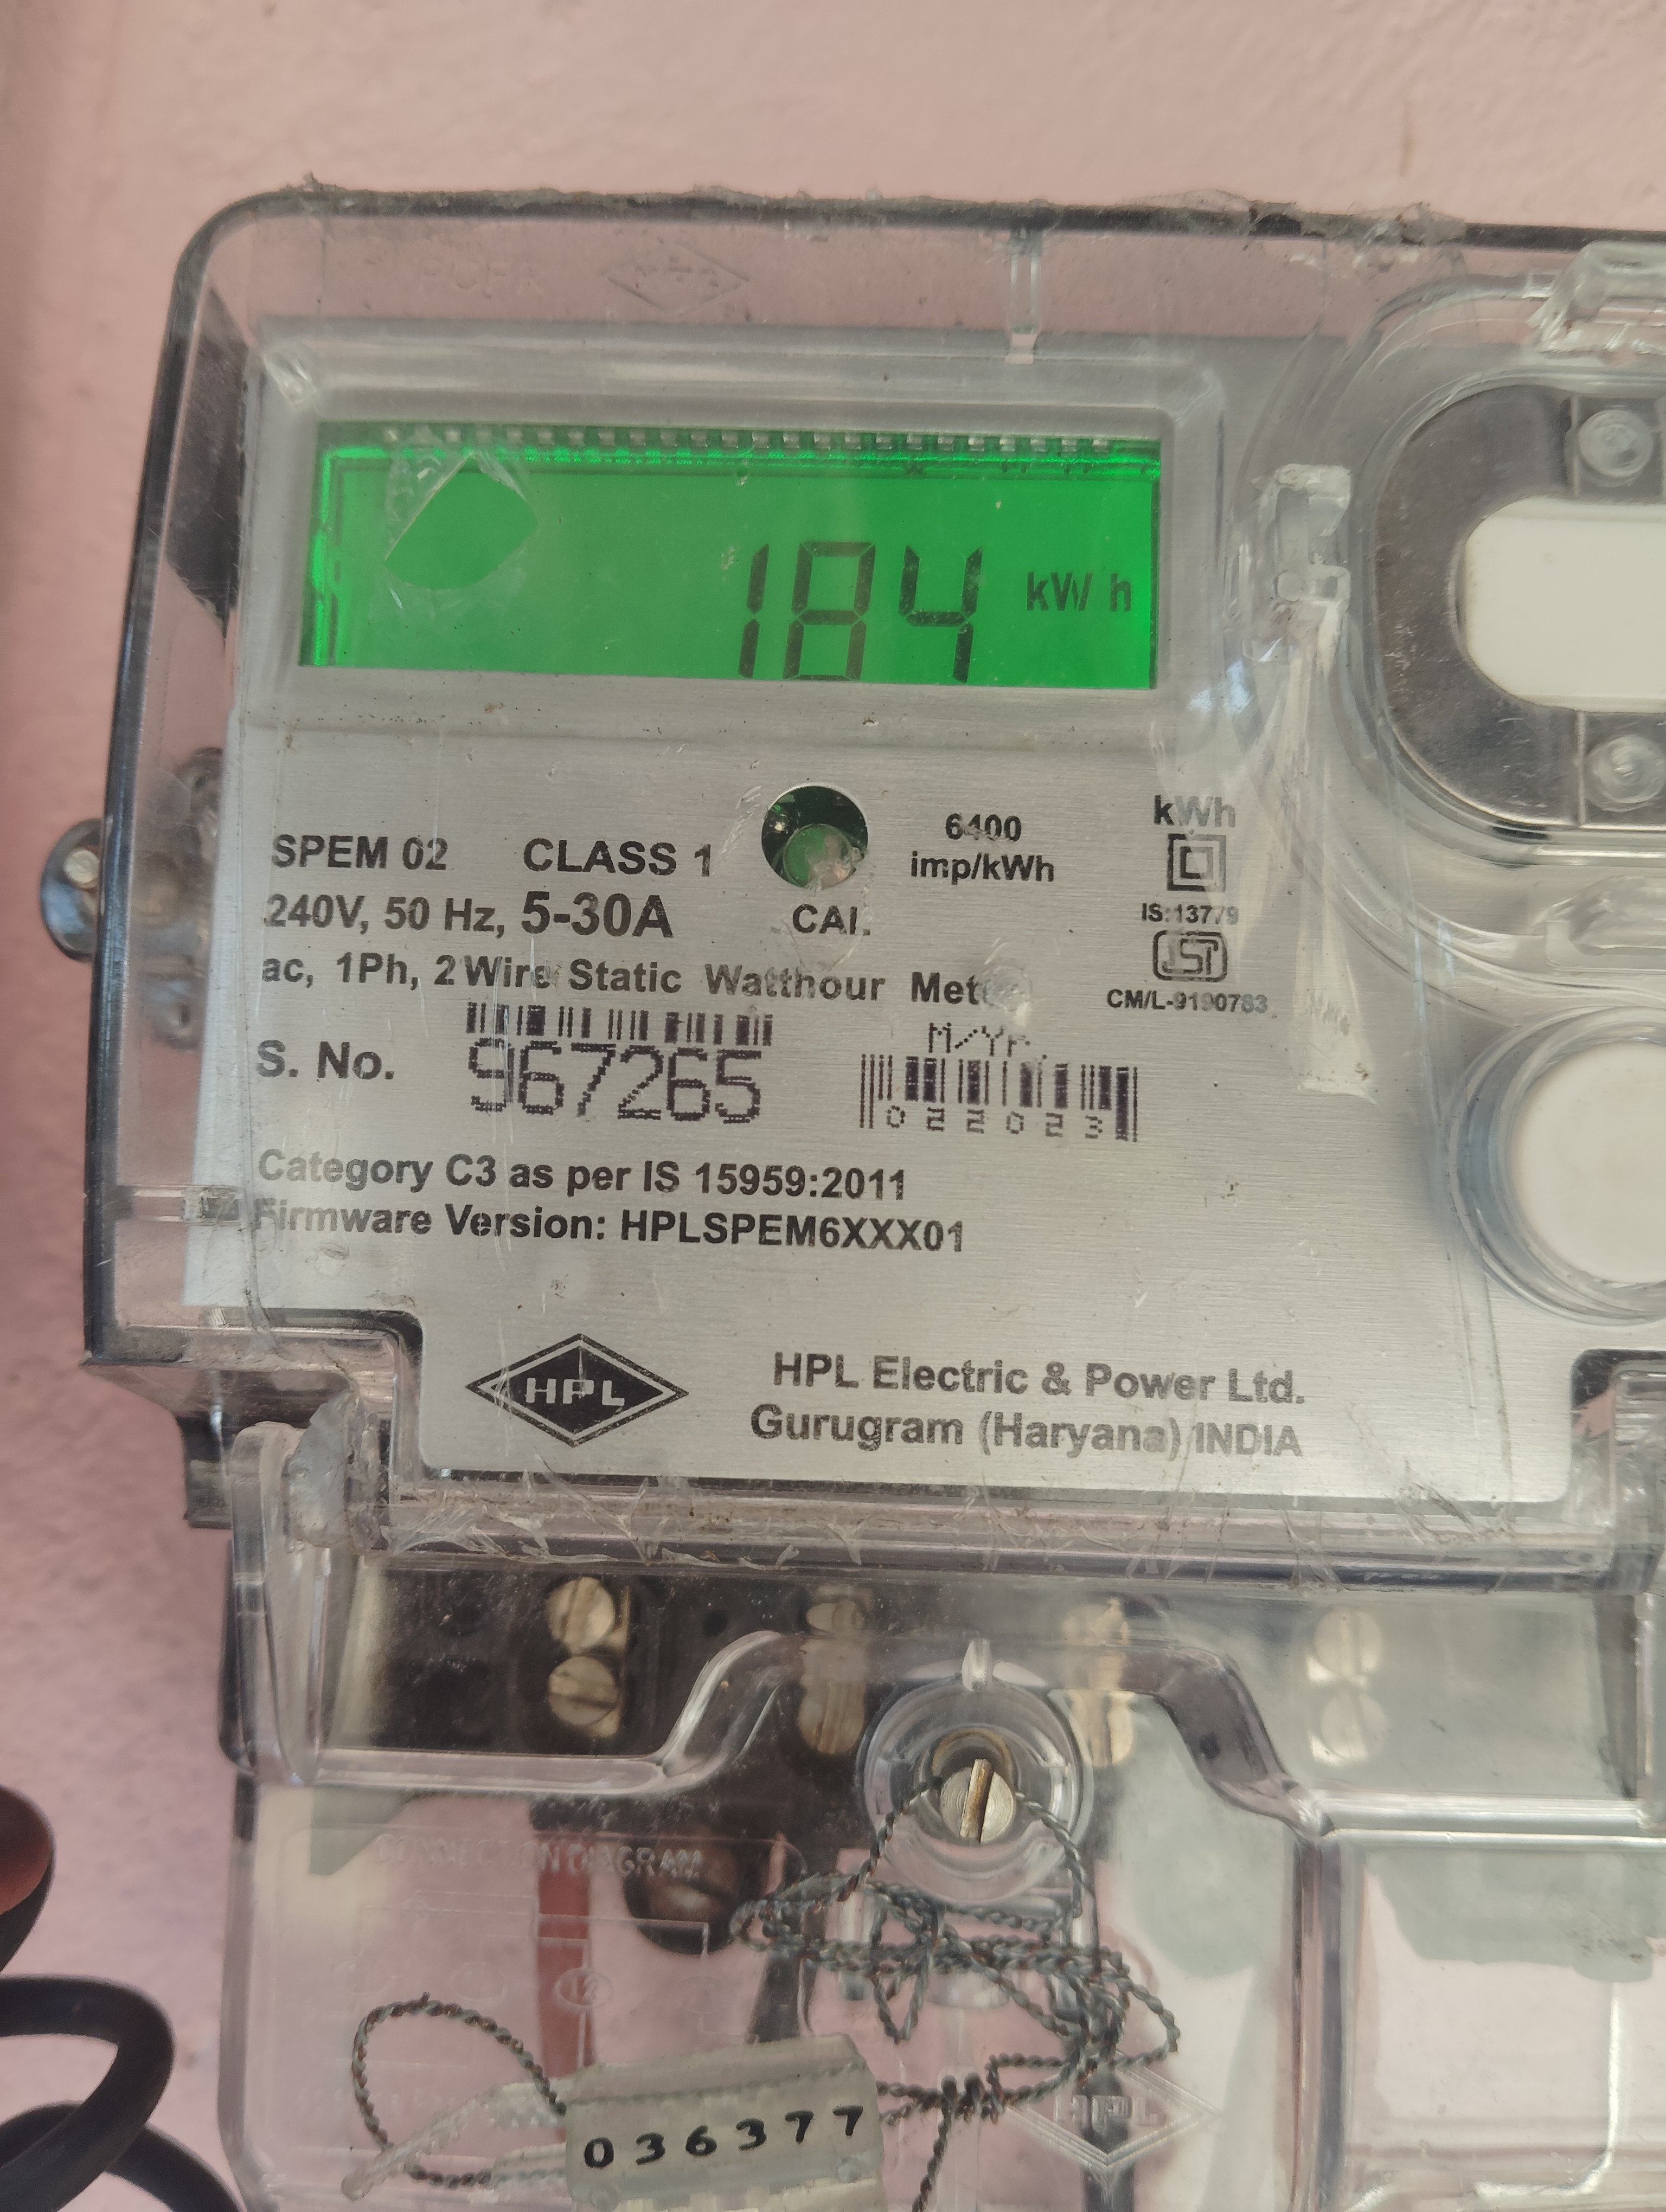 184 kWh
SPEM 02 CLASS 1
6400
imp/kWh
kWh
240V, 50 Hz, 5-30A
CAL.
IS:13779
ISI
ac, 1Ph, 2 Wire Static Watthour Meter
CM/L-9190783
S. No. 967265
M/Yr.
022023
Category C3 as per IS 15959:2011
Firmware Version: HPLSPEM6XXX01
HPL
HPL Electric & Power Ltd.
Gurugram (Haryana) INDIA
CONNECTION DIAGRAM
HPL
036377